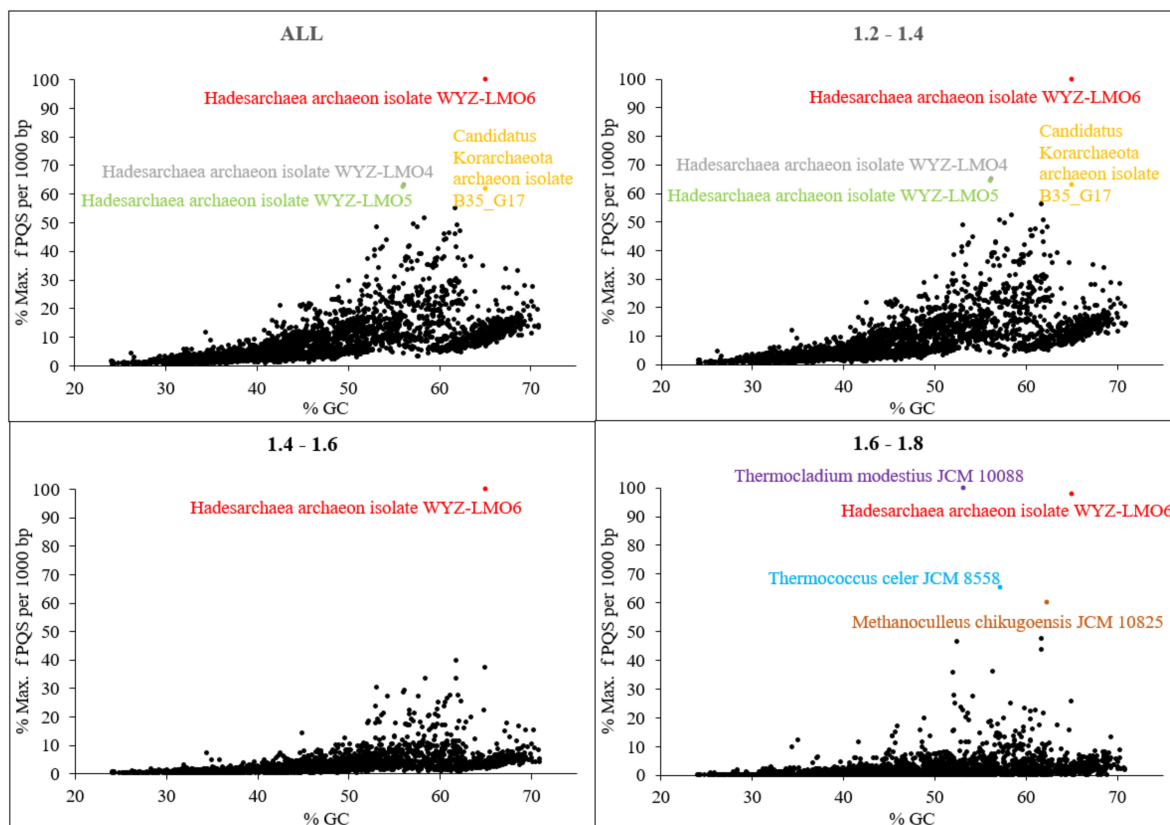 ALL
% Max. f PQS per 1000 bp
100
90
80
70
60
50
40
30
20
10
0
Hadesarchaea archaeon isolate WYZ-LMO6
Candidatus
Korarchaeota
archaeon isolate
B35_G17
Hadesarchaea archaeon isolate WYZ-LMO4
Hadesarchaea archaeon isolate WYZ-LMO5
20 30 40 50 60 70
% GC
1.2 - 1.4
% Max. f PQS per 1000 bp
100
90
80
70
60
50
40
30
20
10
0
Hadesarchaea archaeon isolate WYZ-LMO6
Candidatus
Korarchaeota
archaeon isolate
B35_G17
Hadesarchaea archaeon isolate WYZ-LMO4
Hadesarchaea archaeon isolate WYZ-LMO5
20 30 40 50 60 70
% GC
1.4 - 1.6
% Max. f PQS per 1000 bp
100
90
80
70
60
50
40
30
20
10
0
Hadesarchaea archaeon isolate WYZ-LMO6
20 30 40 50 60 70
% GC
1.6 - 1.8
% Max. f PQS per 1000 bp
100
90
80
70
60
50
40
30
20
10
0
Thermocladium modestius JCM 10088
Hadesarchaea archaeon isolate WYZ-LMO6
Thermococcus celer JCM 8558
Methanoculleus chikugoensis JCM 10825
20 30 40 50 60 70
% GC